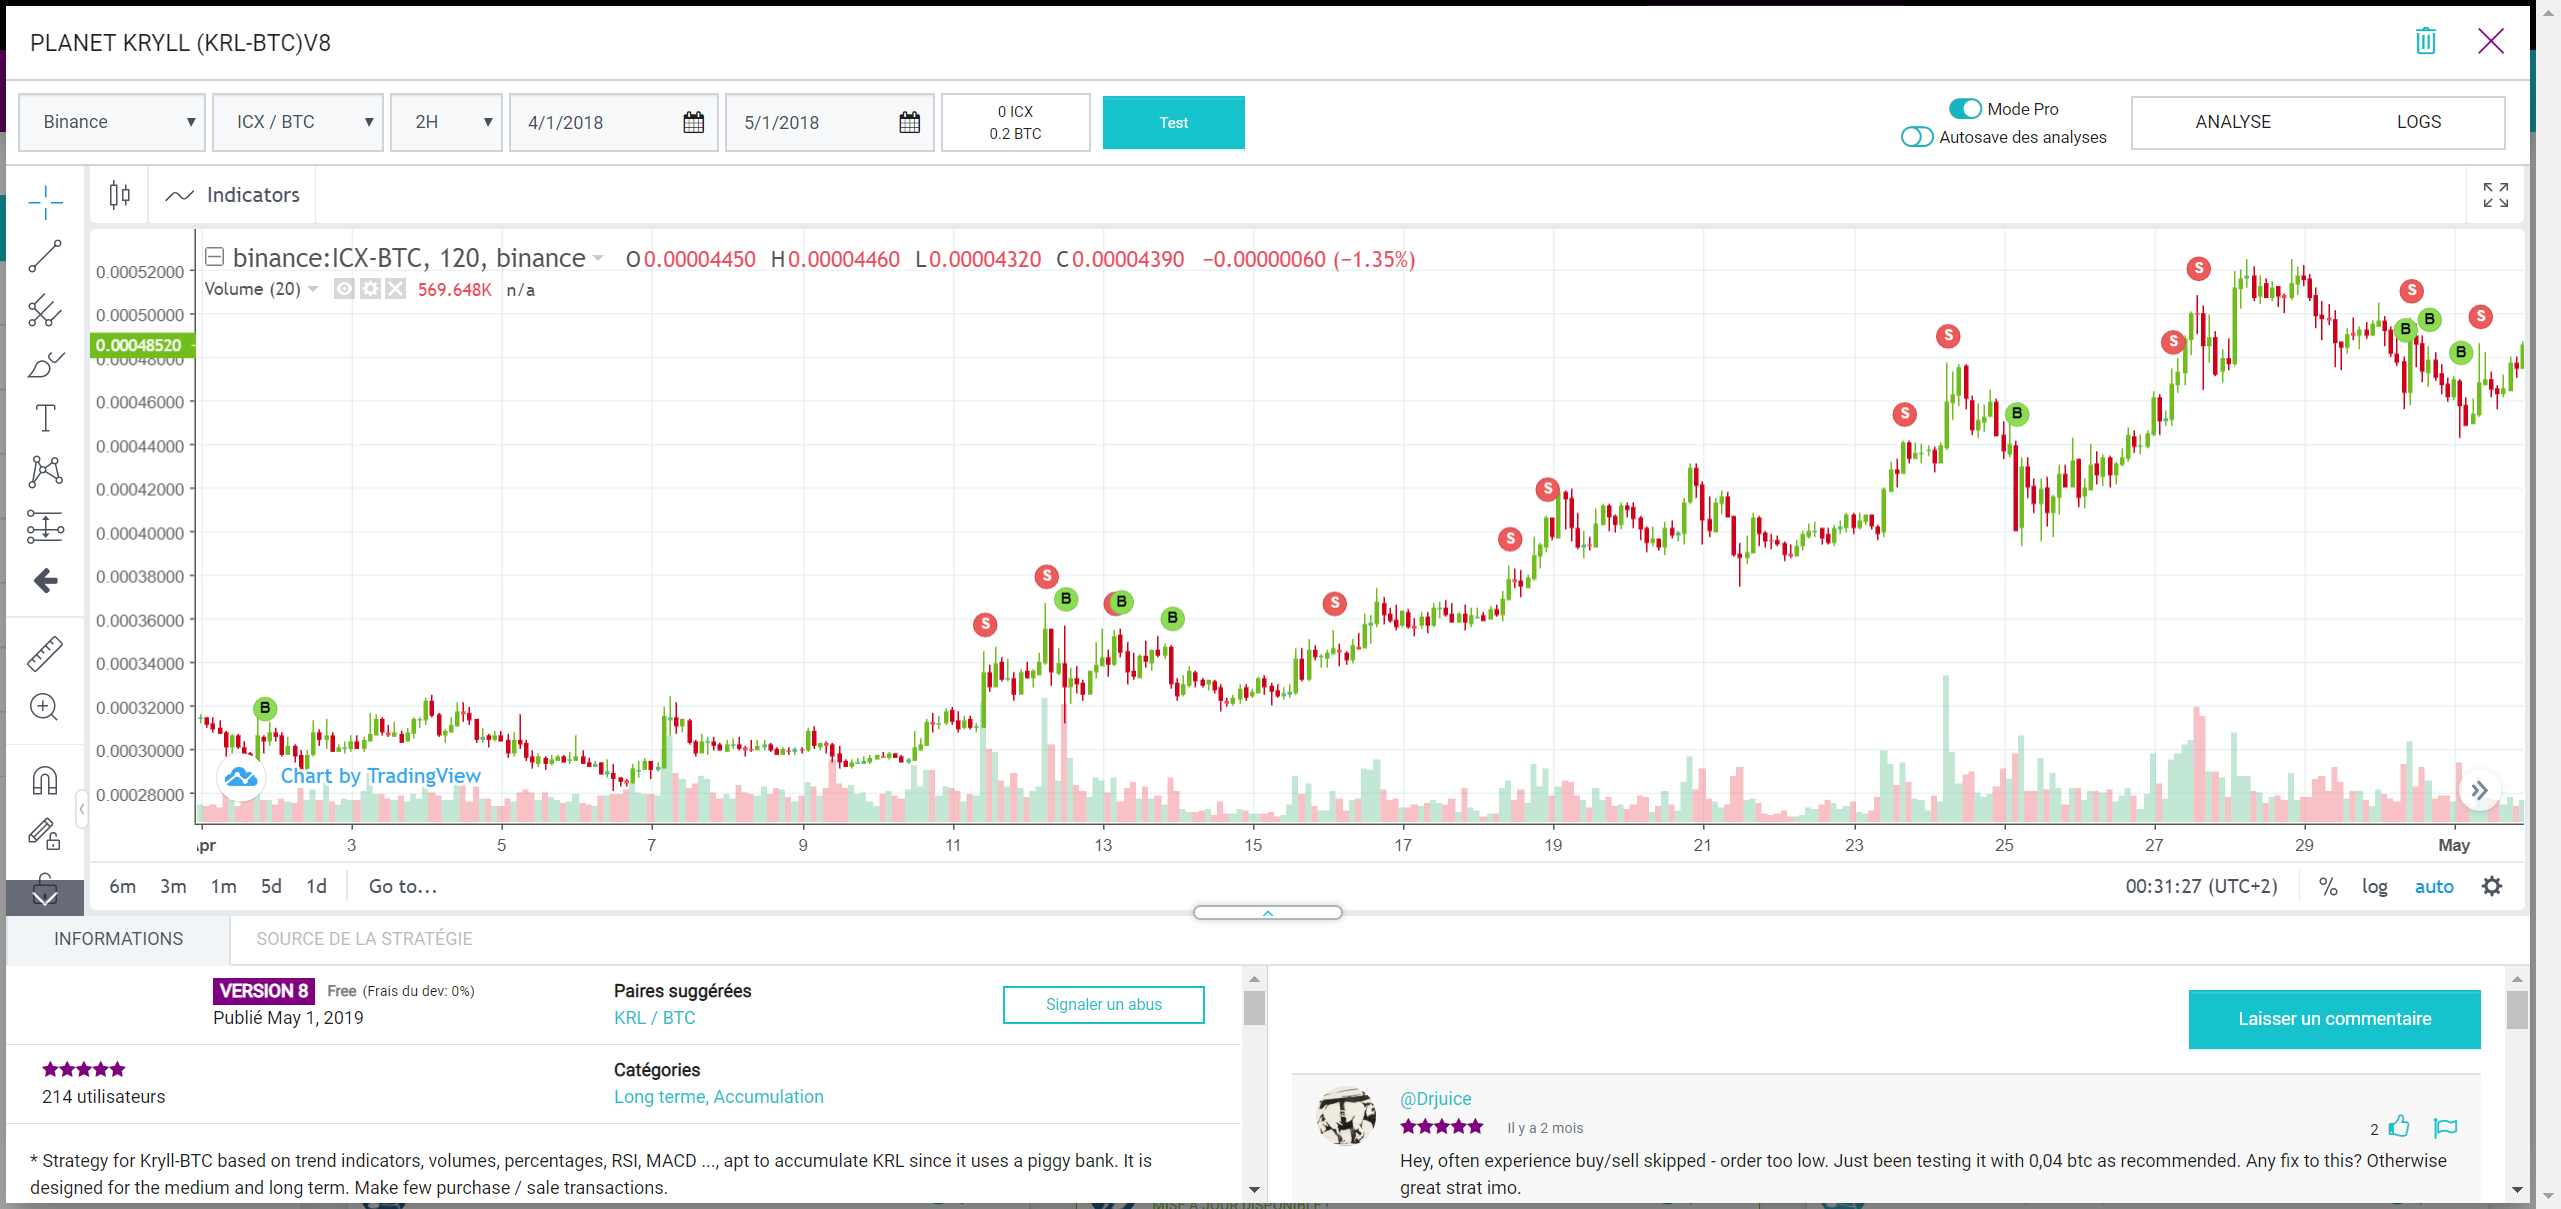 PLANET KRYLL (KRL-BTC)V8
Binance ICX / BTC 2H 4/1/2018 5/1/2018 0 ICX 0.2 BTC Test Mode Pro Autosave des analyses ANALYSE LOGS
Indicators
binance:ICX-BTC, 120, binance O 0.00004450 H 0.00004460 L 0.00004320 C 0.00004390 −0.00000060 (−1.35%)
Volume (20) 569.648K n/a
0.00052000
0.00050000
0.00048520
0.00048000
0.00046000
0.00044000
0.00042000
0.00040000
0.00038000
0.00036000
0.00034000
0.00032000
0.00030000
0.00028000
B S S B B B S S S S S B S S B S B B S
Chart by TradingView
Apr 3 5 7 9 11 13 15 17 19 21 23 25 27 29 May
6m 3m 1m 5d 1d Go to... 00:31:27 (UTC+2) % log auto
INFORMATIONS SOURCE DE LA STRATÉGIE
VERSION 8 Free (Frais du dev: 0%)
Publié May 1, 2019
Paires suggérées
KRL / BTC
Signaler un abus
214 utilisateurs
Catégories
Long terme, Accumulation
* Strategy for Kryll-BTC based on trend indicators, volumes, percentages, RSI, MACD ..., apt to accumulate KRL since it uses a piggy bank. It is
designed for the medium and long term. Make few purchase / sale transactions.
Laisser un commentaire
@Drjuice
Il y a 2 mois
2
Hey, often experience buy/sell skipped - order too low. Just been testing it with 0,04 btc as recommended. Any fix to this? Otherwise
great strat imo.
MISE À JOUR DISPONIBLE !